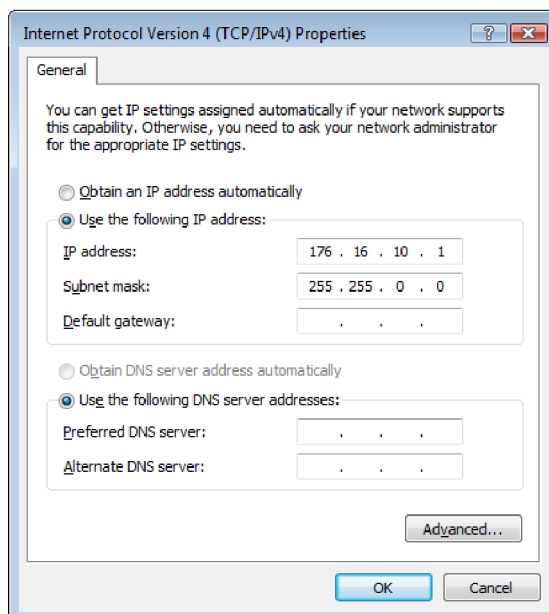 Internet Protocol Version 4 (TCP/IPv4) Properties
General
You can get IP settings assigned automatically if your network supports
this capability. Otherwise, you need to ask your network administrator
for the appropriate IP settings.
Obtain an IP address automatically
Use the following IP address:
IP address: 176 . 16 . 10 . 1
Subnet mask: 255 . 255 . 0 . 0
Default gateway: . . .
Obtain DNS server address automatically
Use the following DNS server addresses:
Preferred DNS server: . . .
Alternate DNS server: . . .
Advanced...
OK Cancel